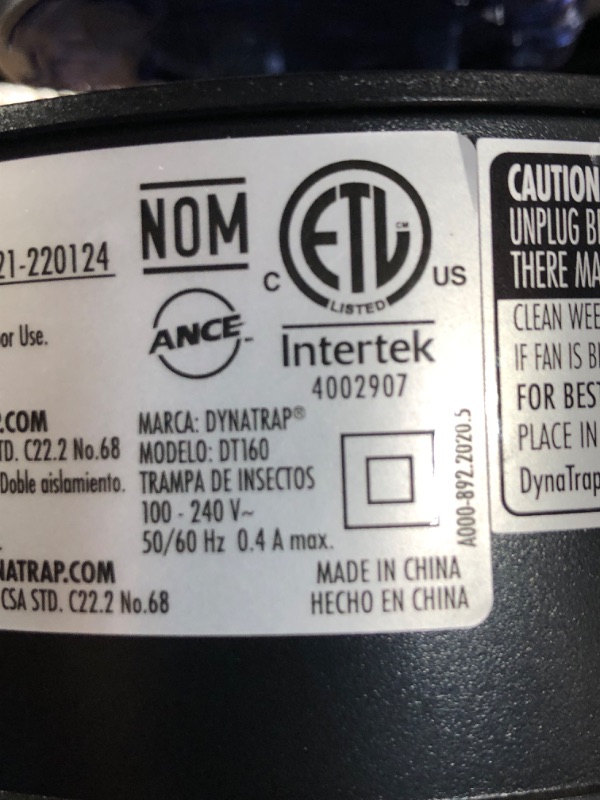 21-220124
NOM
ETL
CM
C
US
LISTED
or Use.
ANCE
Intertek
4002907
.COM
MARCA: DYNATRAP®
TD. C22.2 No.68
MODELO: DT160
Doble aislamiento.
TRAMPA DE INSECTOS
100 - 240 V~
50/60 Hz 0.4 A max.
A000-892.2020.5
NATRAP.COM
MADE IN CHINA
CSA STD. C22.2 No.68
HECHO EN CHINA
CAUTION
UNPLUG BE
THERE MA
CLEAN WEE
IF FAN IS
FOR BEST
PLACE IN
DynaTrap